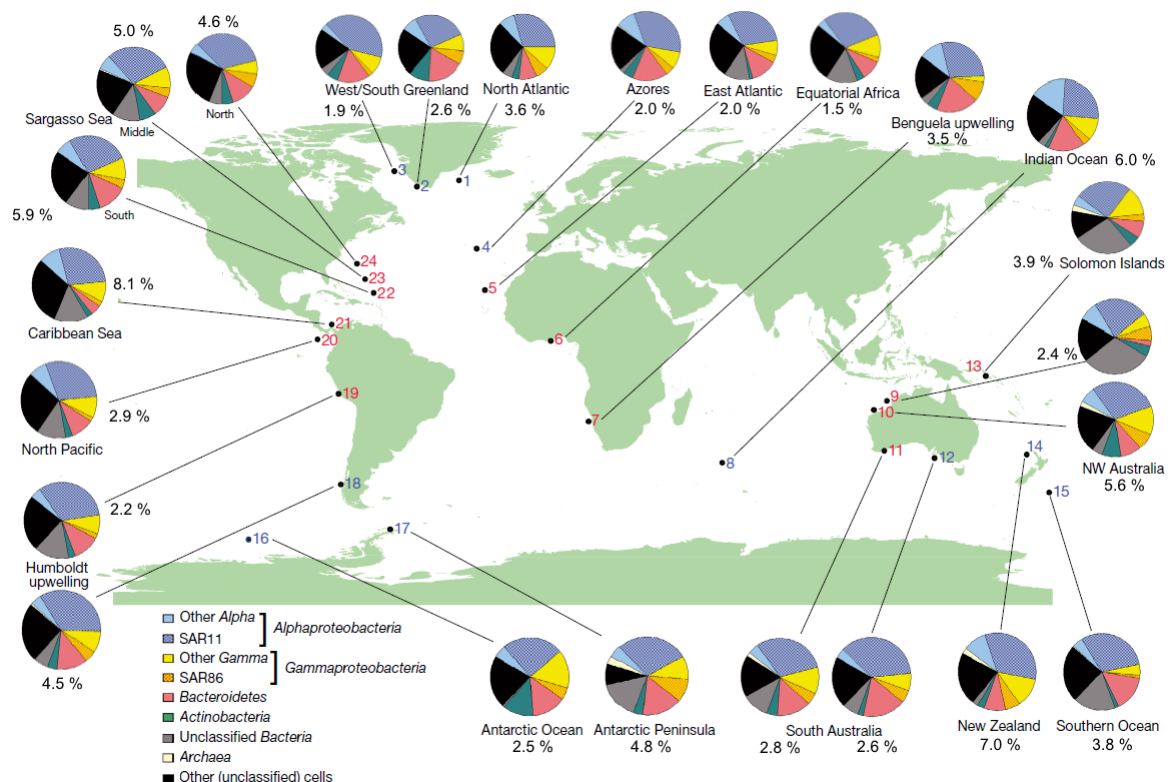 5.0 %
4.6 %
Sargasso Sea
Middle
North
South
5.9 %
West/South Greenland
1.9 %
2.6 %
North Atlantic
3.6 %
Azores
2.0 %
East Atlantic
2.0 %
Equatorial Africa
1.5 %
Benguela upwelling
3.5 %
Indian Ocean 6.0 %
Solomon Islands
3.9 %
2.4 %
NW Australia
5.6 %
8.1 %
Caribbean Sea
North Pacific
2.9 %
2.2 %
Humboldt
upwelling
4.5 %
3
2
1
4
24
23
22
5
21
20
6
19
13
9
10
7
11
12
8
14
15
18
17
16
Other Alpha
SAR11
Alphaproteobacteria
Other Gamma
SAR86
Gammaproteobacteria
Bacteroidetes
Actinobacteria
Unclassified Bacteria
Archaea
Other (unclassified) cells
Antarctic Ocean
2.5 %
Antarctic Peninsula
4.8 %
South Australia
2.8 %
2.6 %
New Zealand
7.0 %
Southern Ocean
3.8 %